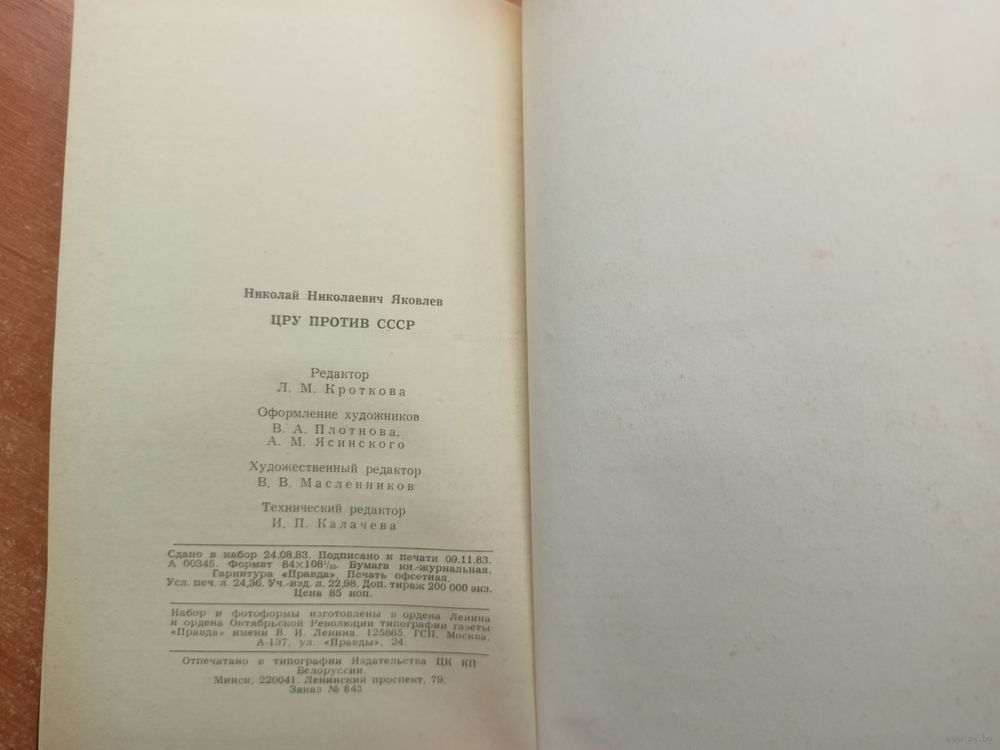 Николай Николаевич Яковлев
ЦРУ ПРОТИВ СССР
Редактор
Л. М. Кроткова
Оформление художников
В. А. Плотнова,
А. М. Ясинского
Художественный редактор
В. В. Масленников
Технический редактор
И. П. Калачева
Сдано в набор 24.08.83. Подписано к печати 09.11.83.
А 00345. Формат 84×108¹/₃₂. Бумага кн.-журнальная.
Гарнитура «Правда». Печать офсетная.
Усл. печ. л. 24,36. Уч.-изд. л. 22,98. Доп. тираж 200 000 экз.
Цена 85 коп.
Набор и фотоформы изготовлены в ордена Ленина
и ордена Октябрьской Революции типографии газеты
«Правда» имени В. И. Ленина. 125865, ГСП, Москва,
А-137, ул. «Правды», 24.
Отпечатано в типографии Издательства ЦК КП
Белоруссии.
Минск, 220041. Ленинский проспект, 79.
Заказ № 643
www.ay.by